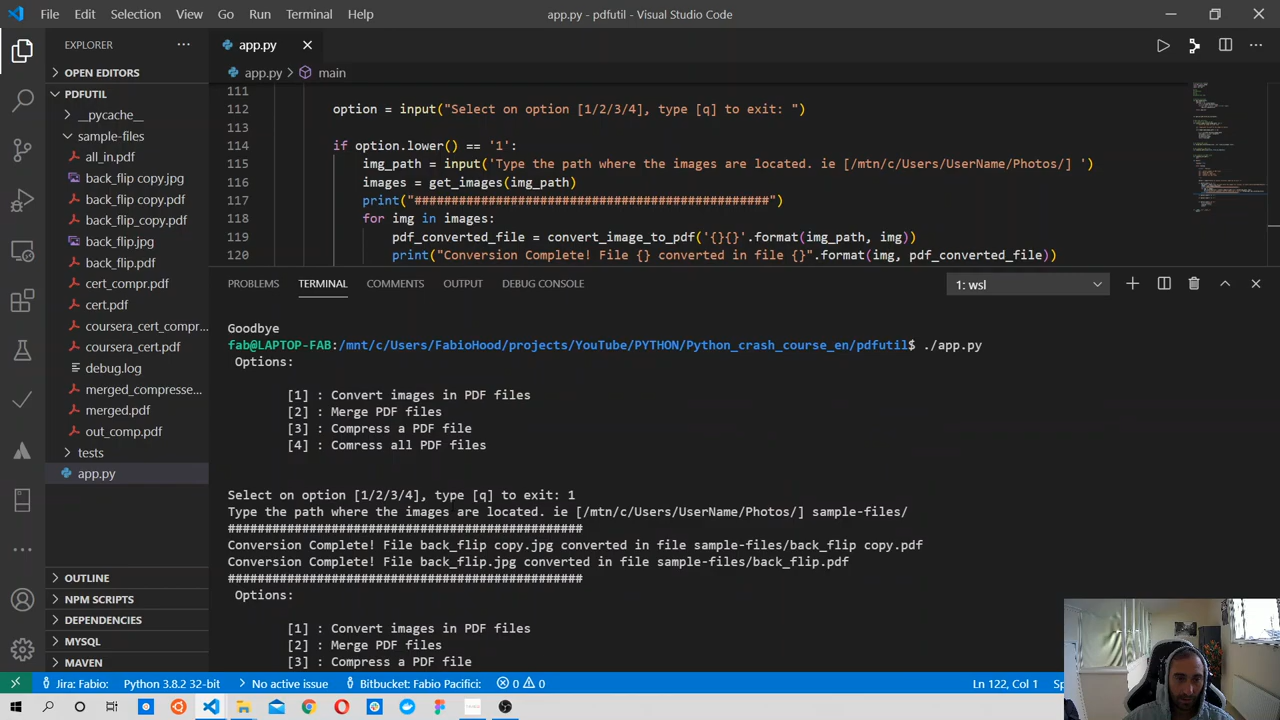 File Edit Selection View Go Run Terminal Help app.py - pdfutil - Visual Studio Code
EXPLORER
app.py
OPEN EDITORS
app.py > main
PDFUTIL
__pycache__
sample-files
all_in.pdf
back_flip copy.jpg
back_flip copy.pdf
back_flip_copy.pdf
back_flip.jpg
back_flip.pdf
cert_compr.pdf
cert.pdf
coursera_cert_compr...
coursera_cert.pdf
debug.log
merged_compresse...
merged.pdf
out_comp.pdf
tests
app.py
OUTLINE
NPM SCRIPTS
DEPENDENCIES
MYSQL
MAVEN
111
112 option = input("Select on option [1/2/3/4], type [q] to exit: ")
113
114 if option.lower() == '1':
115 img_path = input('Type the path where the images are located. ie [/mtn/c/Users/UserName/Photos/] ')
116 images = get_images(img_path)
117 print("################################################")
118 for img in images:
119 pdf_converted_file = convert_image_to_pdf('{}{}'.format(img_path, img))
120 print("Conversion Complete! File {} converted in file {}".format(img, pdf_converted_file))
PROBLEMS TERMINAL COMMENTS OUTPUT DEBUG CONSOLE 1: wsl
Goodbye
fab@LAPTOP-FAB:/mnt/c/Users/FabioHood/projects/YouTube/PYTHON/Python_crash_course_en/pdfutil$ ./app.py
Options:
[1] : Convert images in PDF files
[2] : Merge PDF files
[3] : Compress a PDF file
[4] : Comress all PDF files
Select on option [1/2/3/4], type [q] to exit: 1
Type the path where the images are located. ie [/mtn/c/Users/UserName/Photos/] sample-files/
################################################
Conversion Complete! File back_flip copy.jpg converted in file sample-files/back_flip copy.pdf
Conversion Complete! File back_flip.jpg converted in file sample-files/back_flip.pdf
################################################
Options:
[1] : Convert images in PDF files
[2] : Merge PDF files
[3] : Compress a PDF file
Jira: Fabio: Python 3.8.2 32-bit No active issue Bitbucket: Fabio Pacifici: 0 0 Ln 122, Col 1 Sp